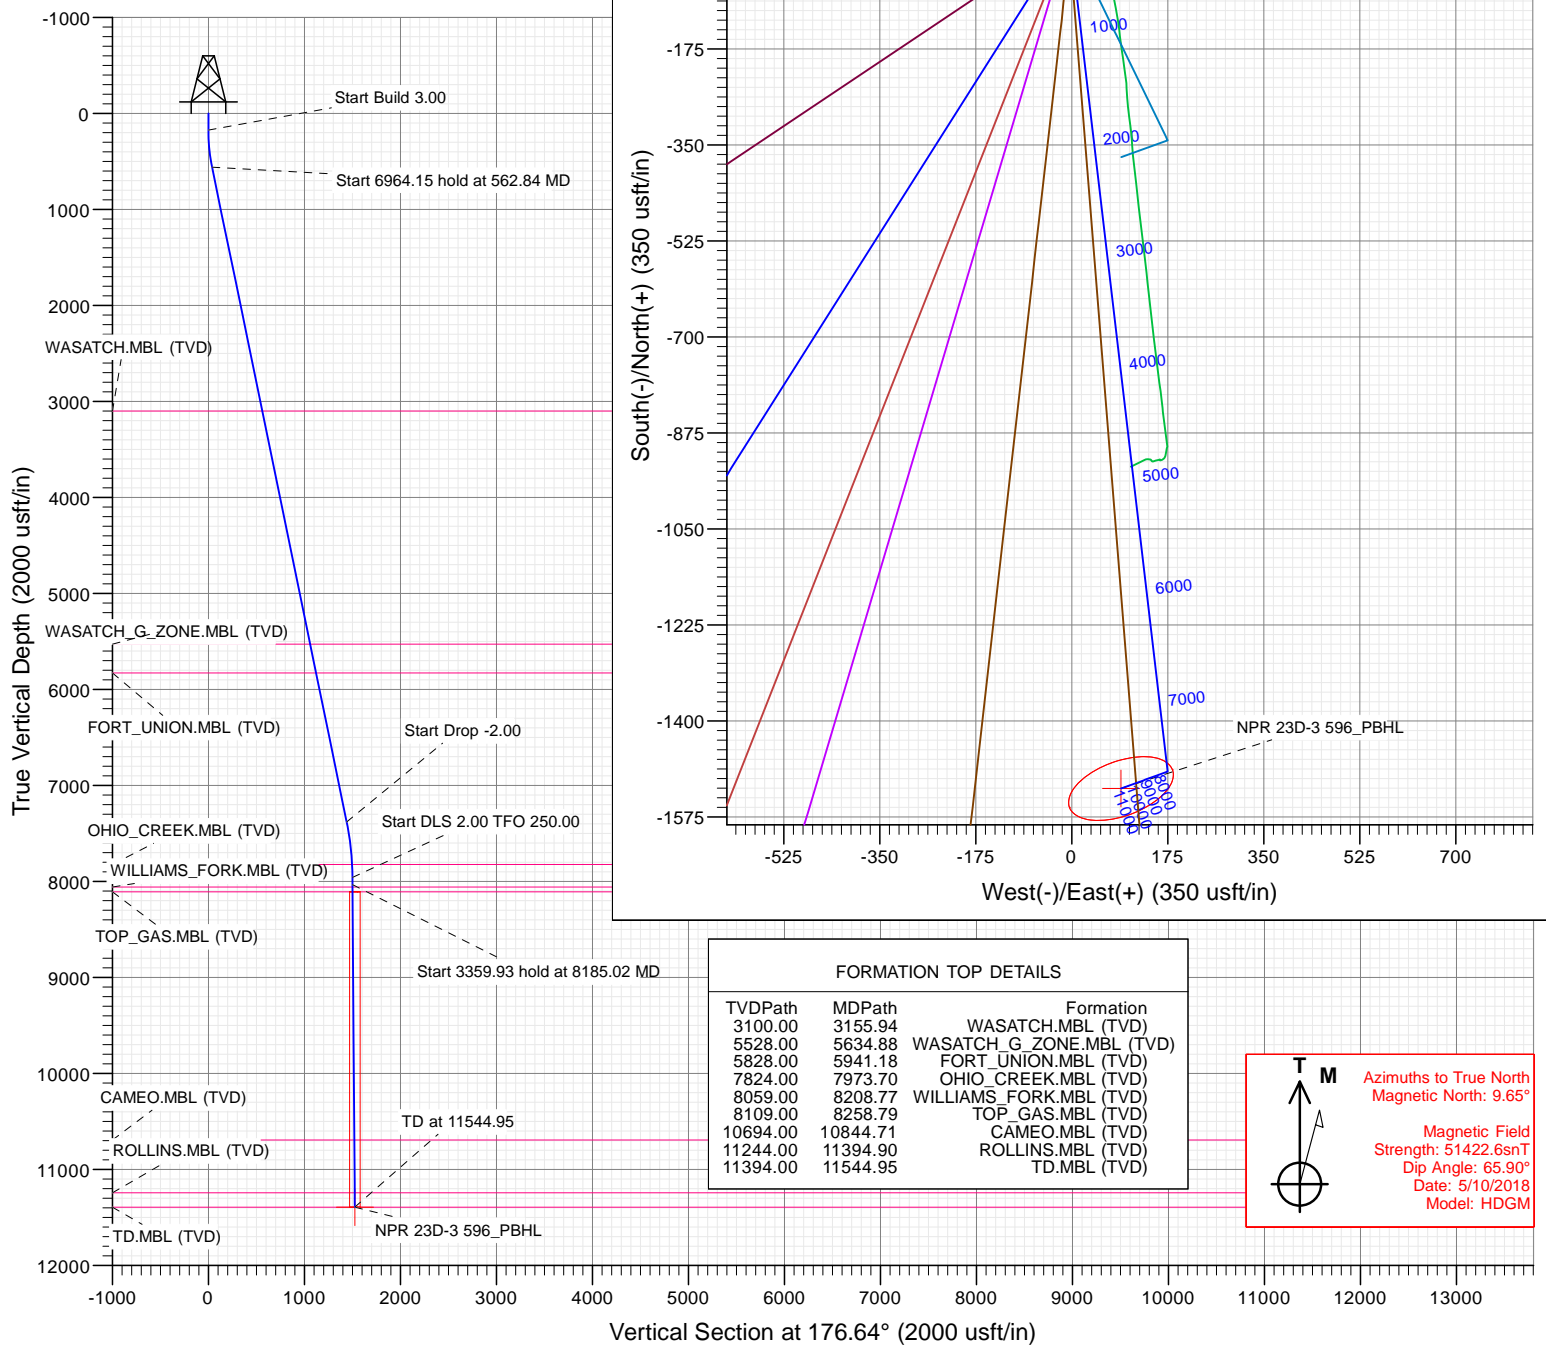 -1000
0
1000
2000
3000
4000
5000
6000
7000
8000
9000
10000
11000
12000
True Vertical Depth (2000 usft/in)
Start Build 3.00
Start 6964.15 hold at 562.84 MD
WASATCH.MBL (TVD)
WASATCH_G_ZONE.MBL (TVD)
FORT_UNION.MBL (TVD)
Start Drop -2.00
OHIO_CREEK.MBL (TVD)
Start DLS 2.00 TFO 250.00
WILLIAMS_FORK.MBL (TVD)
TOP_GAS.MBL (TVD)
Start 3359.93 hold at 8185.02 MD
CAMEO.MBL (TVD)
TD at 11544.95
ROLLINS.MBL (TVD)
NPR 23D-3 596_PBHL
TD.MBL (TVD)
-1000 0 1000 2000 3000 4000 5000 6000 7000 8000 9000 10000 11000 12000 13000
Vertical Section at 176.64° (2000 usft/in)
South(-)/North(+) (350 usft/in)
-175
-350
-525
-700
-875
-1050
-1225
-1400
-1575
1000
2000
3000
4000
5000
6000
7000
8000
9000
10000
11000
NPR 23D-3 596_PBHL
-525 -350 -175 0 175 350 525 700
West(-)/East(+) (350 usft/in)
FORMATION TOP DETAILS
TVDPath MDPath Formation
3100.00 3155.94 WASATCH.MBL (TVD)
5528.00 5634.88 WASATCH_G_ZONE.MBL (TVD)
5828.00 5941.18 FORT_UNION.MBL (TVD)
7824.00 7973.70 OHIO_CREEK.MBL (TVD)
8059.00 8208.77 WILLIAMS_FORK.MBL (TVD)
8109.00 8258.79 TOP_GAS.MBL (TVD)
10694.00 10844.71 CAMEO.MBL (TVD)
11244.00 11394.90 ROLLINS.MBL (TVD)
11394.00 11544.95 TD.MBL (TVD)
T M
Azimuths to True North
Magnetic North: 9.65°
Magnetic Field
Strength: 51422.6snT
Dip Angle: 65.90°
Date: 5/10/2018
Model: HDGM